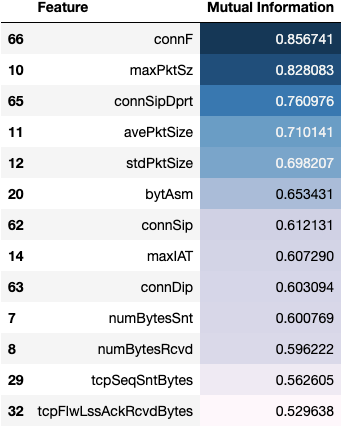 Feature Mutual Information
66 connF 0.856741
10 maxPktSz 0.828083
65 connSipDprt 0.760976
11 avePktSize 0.710141
12 stdPktSize 0.698207
20 bytAsm 0.653431
62 connSip 0.612131
14 maxIAT 0.607290
63 connDip 0.603094
7 numBytesSnt 0.600769
8 numBytesRcvd 0.596222
29 tcpSeqSntBytes 0.562605
32 tcpFlwLssAckRcvdBytes 0.529638